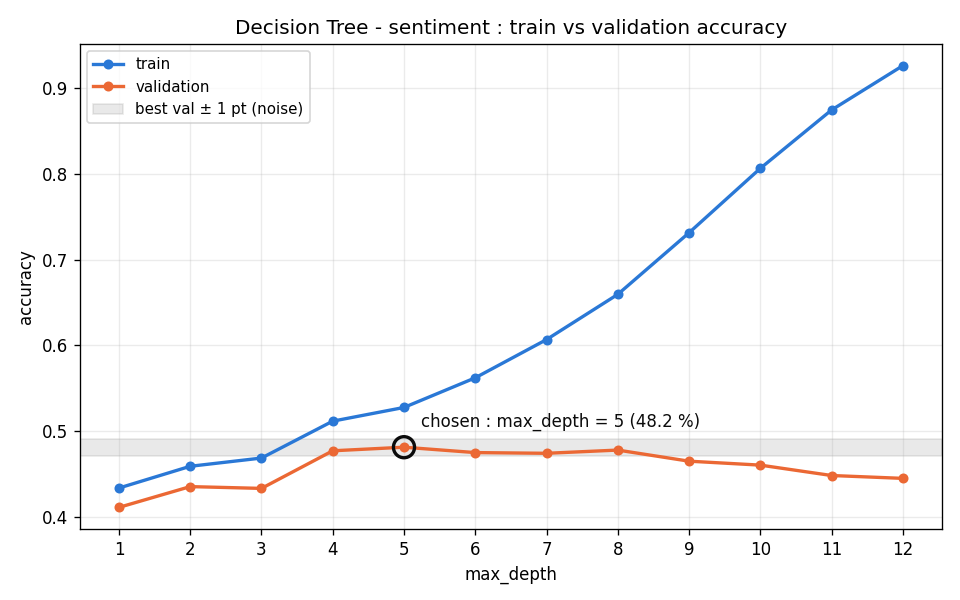 Decision Tree - sentiment : train vs validation accuracy
train
validation
best val ± 1 pt (noise)
chosen : max_depth = 5 (48.2 %)
accuracy
0.9
0.8
0.7
0.6
0.5
0.4
1 2 3 4 5 6 7 8 9 10 11 12
max_depth